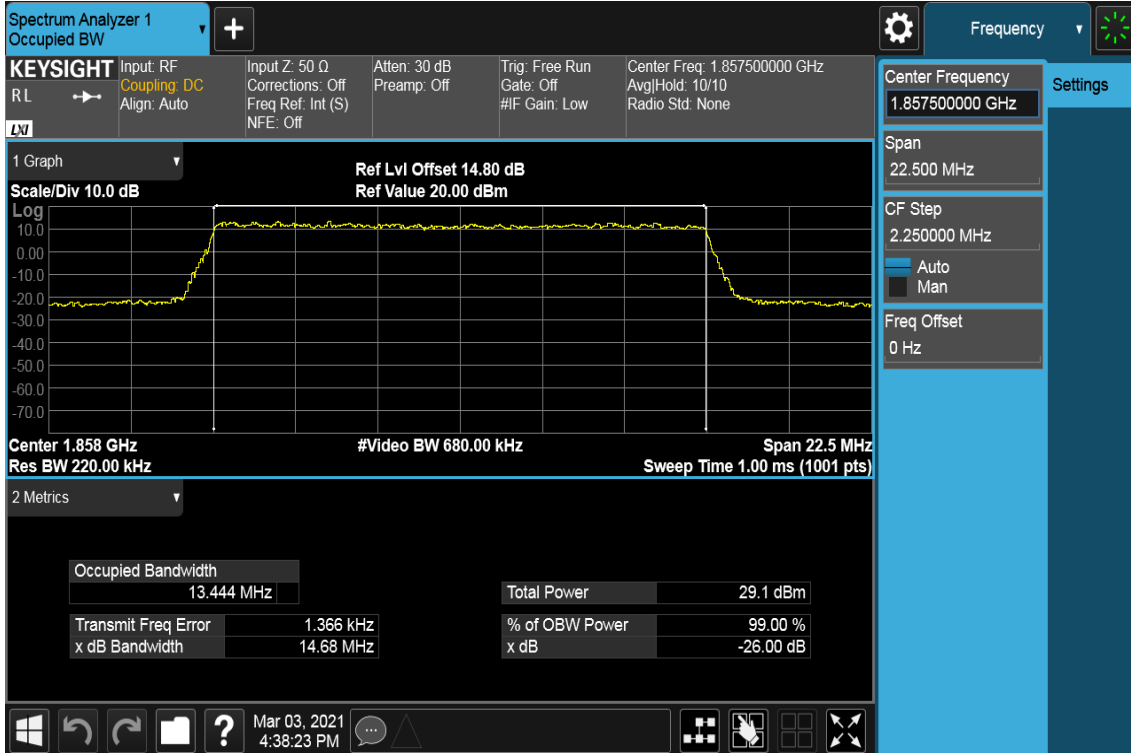 Spectrum Analyzer 1
Occupied BW
+
Frequency
KEYSIGHT
R L
LXI
Input: RF
Coupling: DC
Align: Auto
Input Z: 50 Ω
Corrections: Off
Freq Ref: Int (S)
NFE: Off
Atten: 30 dB
Preamp: Off
Trig: Free Run
Gate: Off
#IF Gain: Low
Center Freq: 1.857500000 GHz
Avg|Hold: 10/10
Radio Std: None
Center Frequency
1.857500000 GHz
Settings
Span
22.500 MHz
CF Step
2.250000 MHz
Auto
Man
Freq Offset
0 Hz
1 Graph
Scale/Div 10.0 dB
Ref Lvl Offset 14.80 dB
Ref Value 20.00 dBm
Log
10.0
0.00
-10.0
-20.0
-30.0
-40.0
-50.0
-60.0
-70.0
Center 1.858 GHz
#Video BW 680.00 kHz
Span 22.5 MHz
Res BW 220.00 kHz
Sweep Time 1.00 ms (1001 pts)
2 Metrics
Occupied Bandwidth
13.444 MHz
Total Power 29.1 dBm
Transmit Freq Error 1.366 kHz
% of OBW Power 99.00 %
x dB Bandwidth 14.68 MHz
x dB -26.00 dB
?
Mar 03, 2021
4:38:23 PM